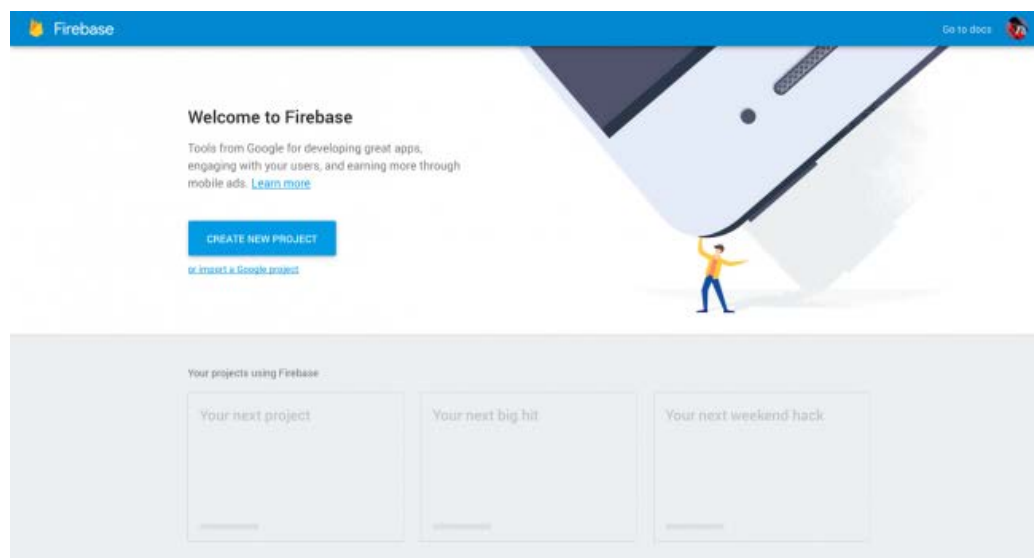 Firebase
Go to docs
Welcome to Firebase
Tools from Google for developing great apps,
engaging with your users, and earning more through
mobile ads. Learn more
CREATE NEW PROJECT
or import a Google project
Your projects using Firebase
Your next project
Your next big hit
Your next weekend hack